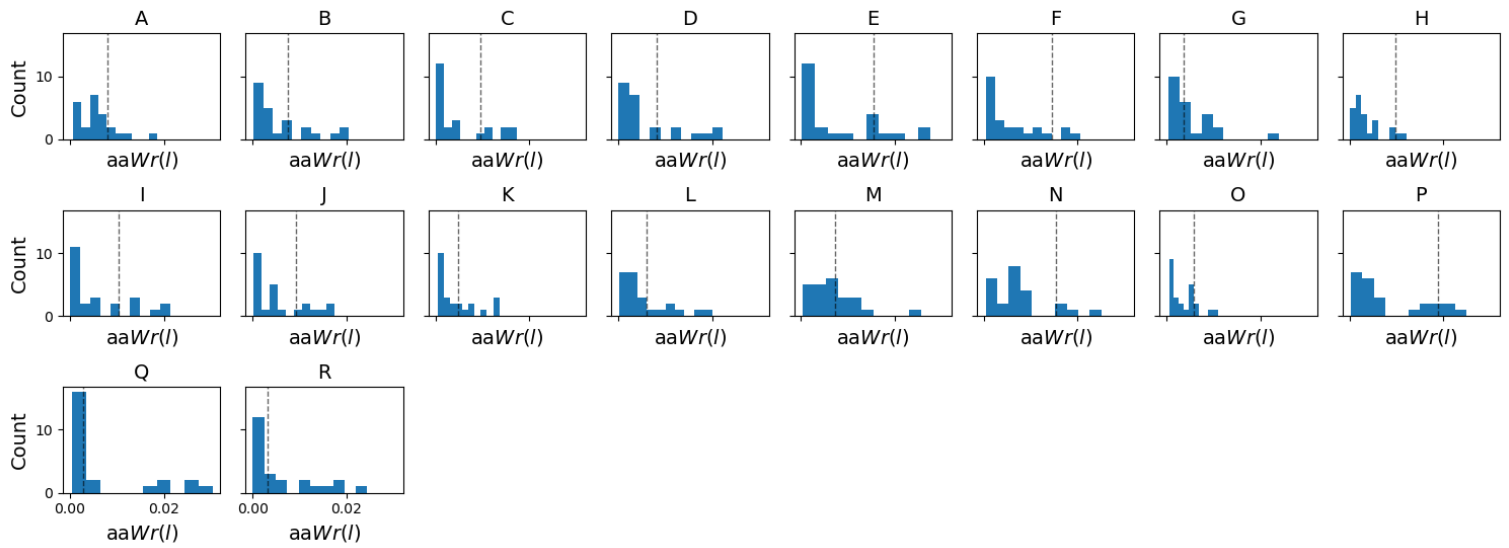 A B C D E F G H
10
0
Count
aaWr(l) aaWr(l) aaWr(l) aaWr(l) aaWr(l) aaWr(l) aaWr(l) aaWr(l)
I J K L M N O P
10
0
Count
aaWr(l) aaWr(l) aaWr(l) aaWr(l) aaWr(l) aaWr(l) aaWr(l) aaWr(l)
Q R
10
0
Count
0.00 0.02 0.00 0.02
aaWr(l) aaWr(l)